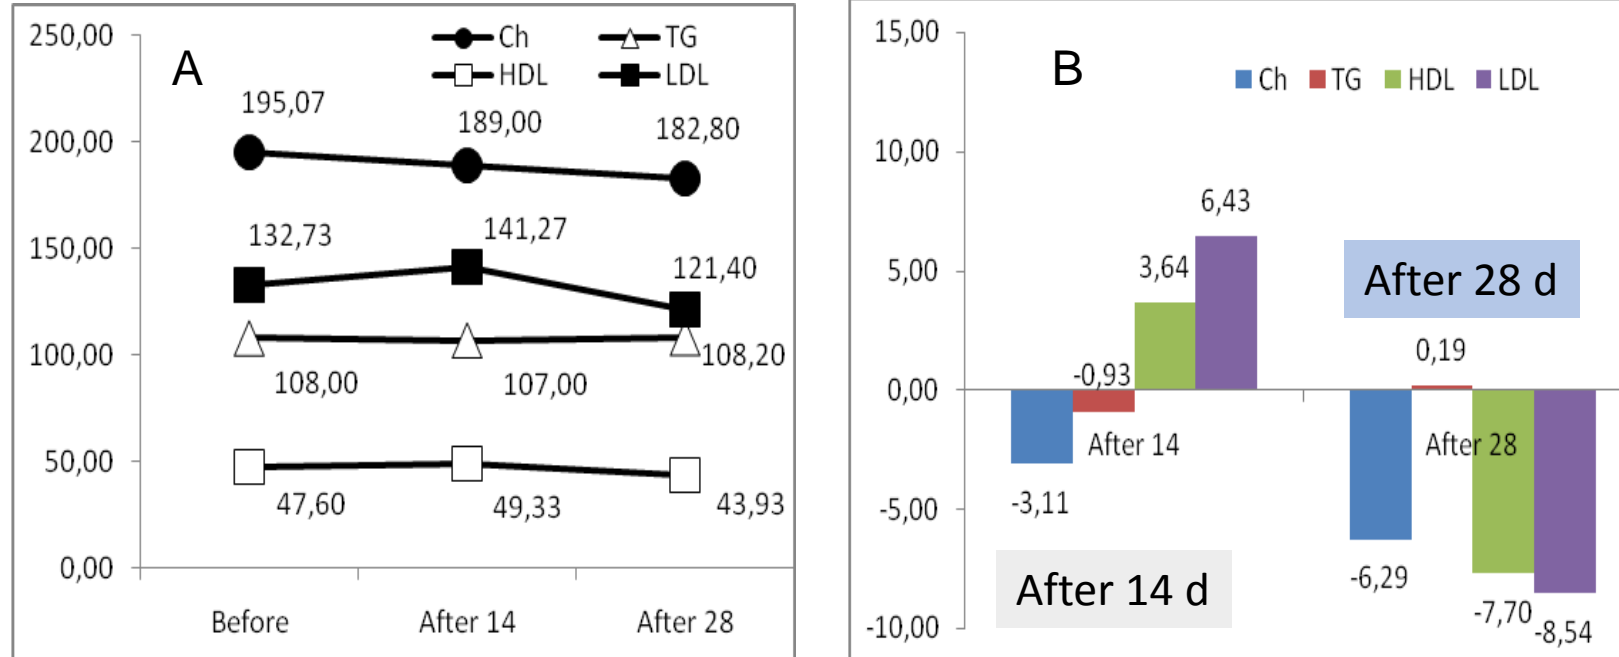 A
Ch
TG
HDL
LDL
250,00
200,00
150,00
100,00
50,00
0,00
195,07
189,00
182,80
132,73
141,27
121,40
108,00
107,00
108,20
47,60
49,33
43,93
Before
After 14
After 28
B
Ch
TG
HDL
LDL
15,00
10,00
5,00
0,00
-5,00
-10,00
-3,11
-0,93
3,64
6,43
After 14
After 14 d
After 28 d
-6,29
0,19
-7,70
-8,54
After 28